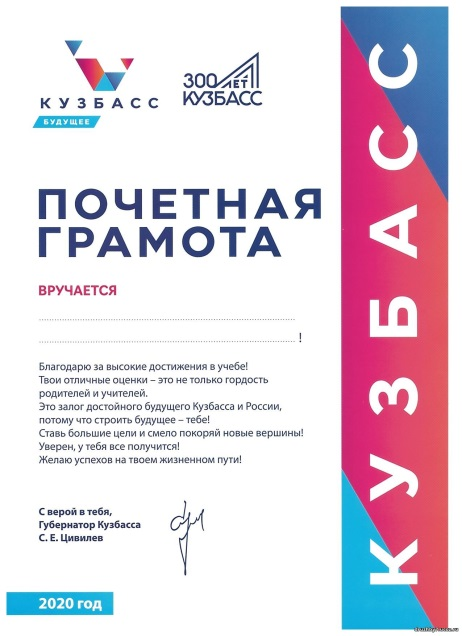 КУЗБАСС
БУДУЩЕЕ
300 ЛЕТ
КУЗБАСС
ПОЧЕТНАЯ
ГРАМОТА
ВРУЧАЕТСЯ
!
Благодарю за высокие достижения в учебе!
Твои отличные оценки – это не только гордость
родителей и учителей.
Это залог достойного будущего Кузбасса и России,
потому что строить будущее – тебе!
Ставь большие цели и смело покоряй новые вершины!
Уверен, у тебя все получится!
Желаю успехов на твоем жизненном пути!
С верой в тебя,
Губернатор Кузбасса
С. Е. Цивилев
2020 год
КУЗБАСС